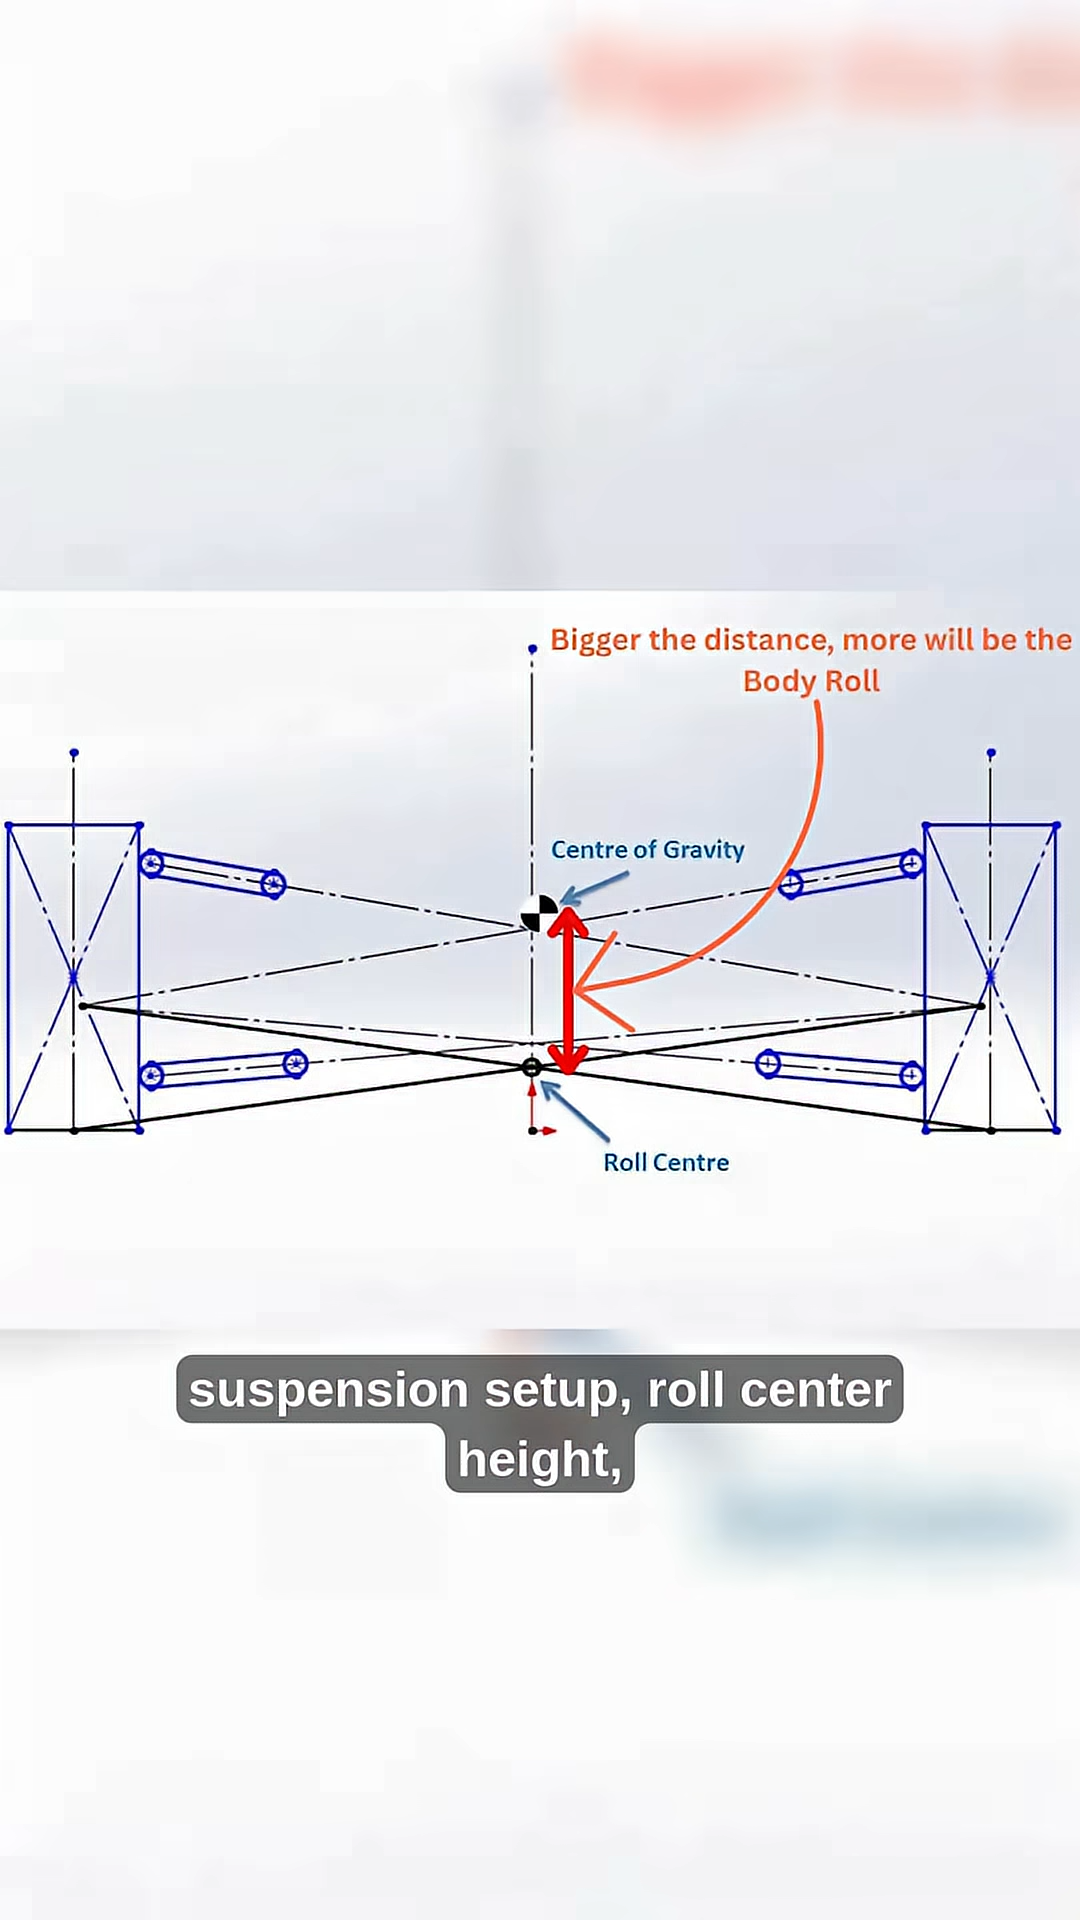 Bigger the distance, more will be the
Body Roll
Centre of Gravity
Roll Centre
suspension setup, roll center
height,